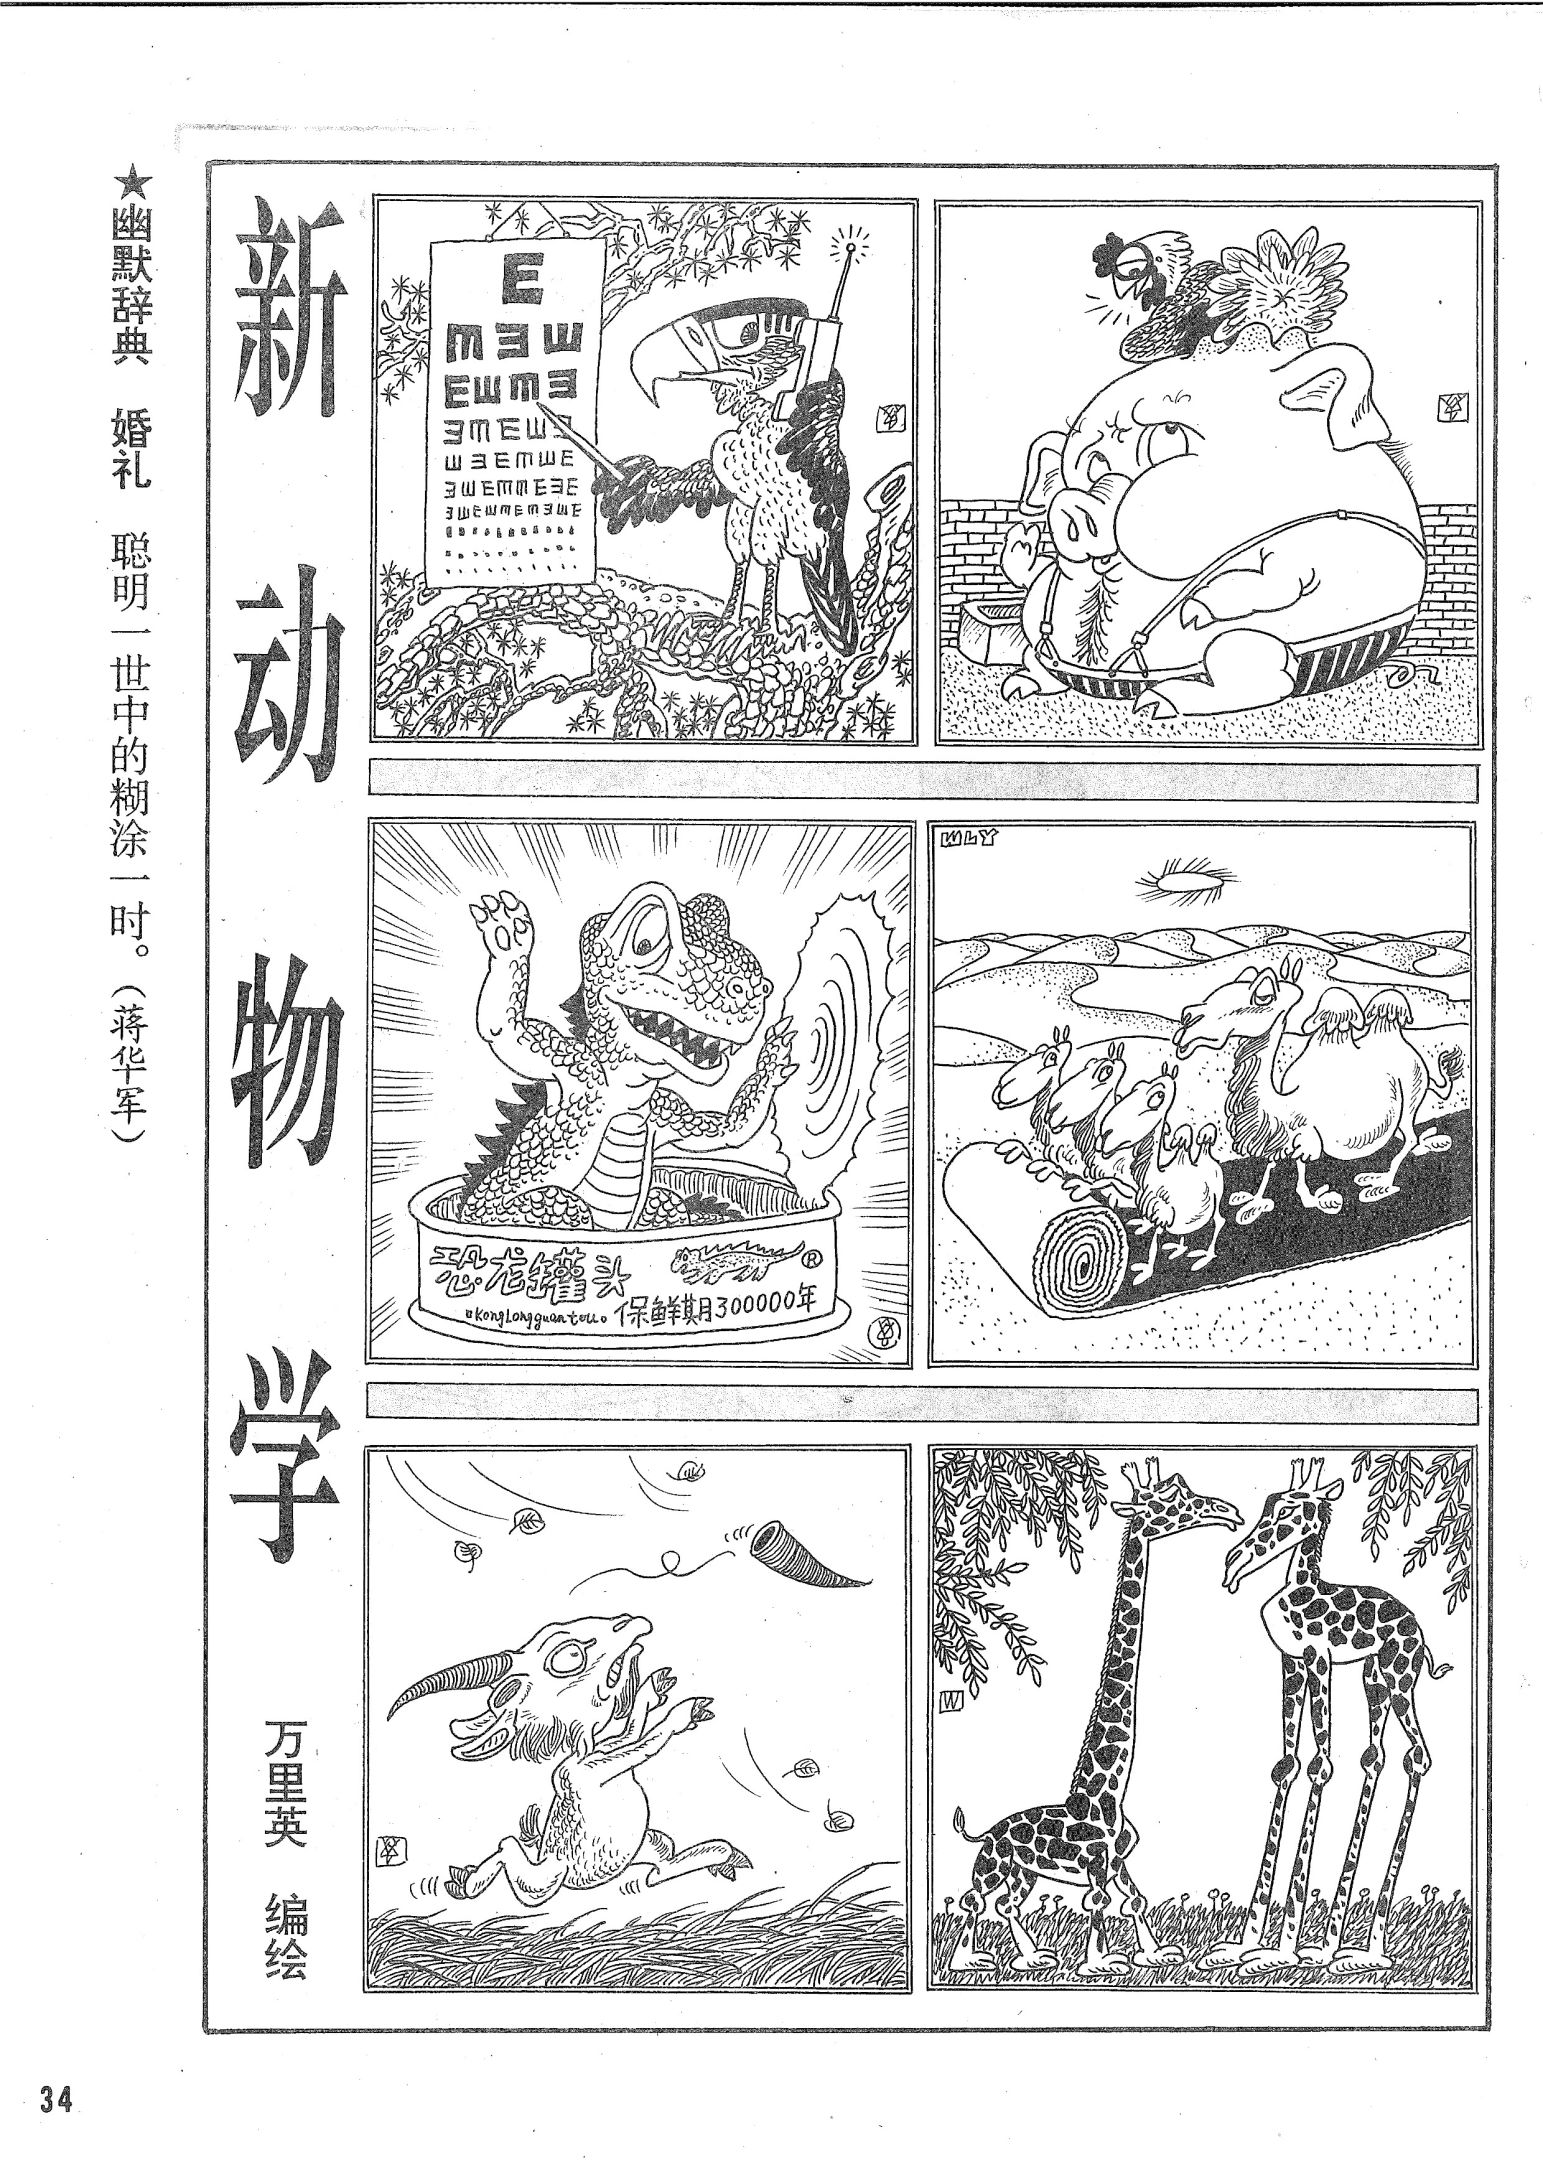 ★幽默辞典 婚礼 聪明一世中的糊涂一时。（蒋华军）
新动物学
万里英 编绘
E
M Ǝ W
E W M Ǝ
Ǝ M E W Ǝ
W Ǝ E M W E
Ǝ W E M M E Ǝ E
Ǝ W E W M E M Ǝ W E
WLY
恐龙罐头 ®
konglongguantou
保鲜期300000年
W
34